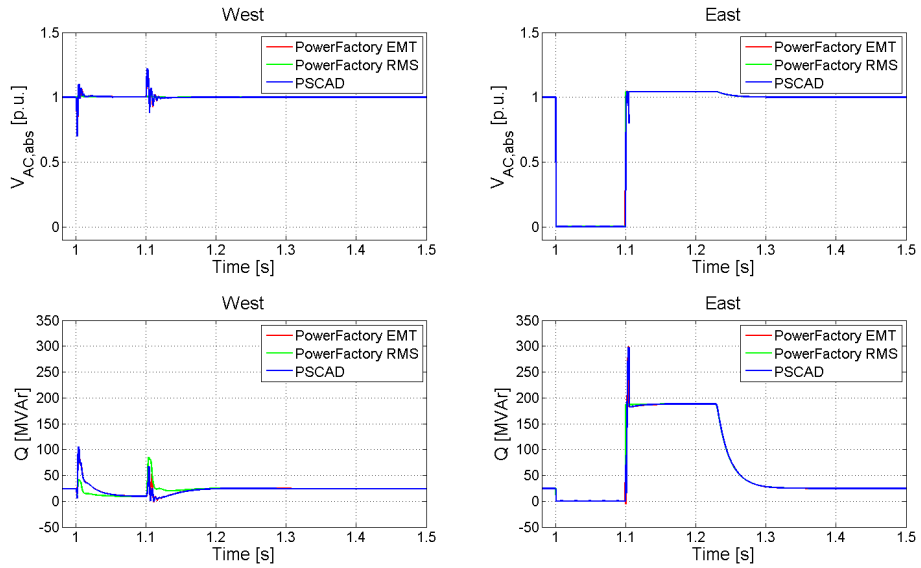 West
1.5
1
0.5
0
V_AC,abs [p.u.]
1 1.1 1.2 1.3 1.4 1.5
Time [s]
PowerFactory EMT
PowerFactory RMS
PSCAD
East
1.5
1
0.5
0
V_AC,abs [p.u.]
1 1.1 1.2 1.3 1.4 1.5
Time [s]
PowerFactory EMT
PowerFactory RMS
PSCAD
West
350
300
250
200
150
100
50
0
-50
Q [MVAr]
1 1.1 1.2 1.3 1.4 1.5
Time [s]
PowerFactory EMT
PowerFactory RMS
PSCAD
East
350
300
250
200
150
100
50
0
-50
Q [MVAr]
1 1.1 1.2 1.3 1.4 1.5
Time [s]
PowerFactory EMT
PowerFactory RMS
PSCAD